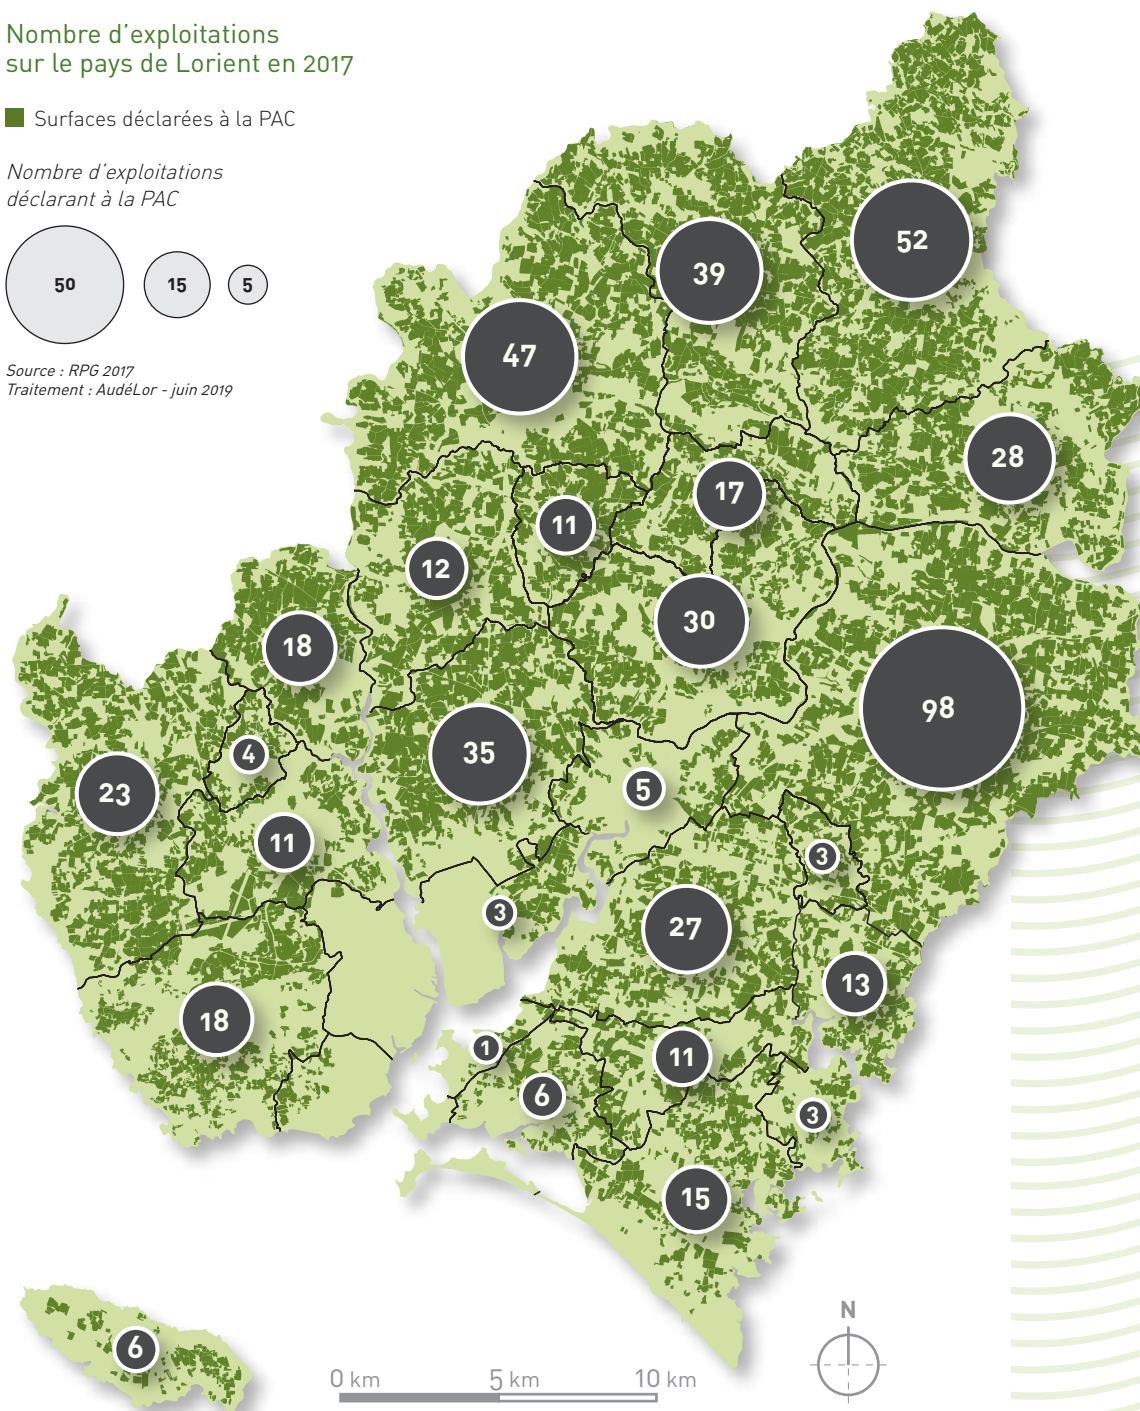 Nombre d'exploitations
sur le pays de Lorient en 2017
Surfaces déclarées à la PAC
Nombre d'exploitations
déclarant à la PAC
50 15 5
Source : RPG 2017
Traitement : AudéLor - juin 2019
52
39
47
28
17
11
12
30
18
98
35
4
5
23
11
3
3
27
13
18
1
11
6
3
15
6
N
0 km 5 km 10 km